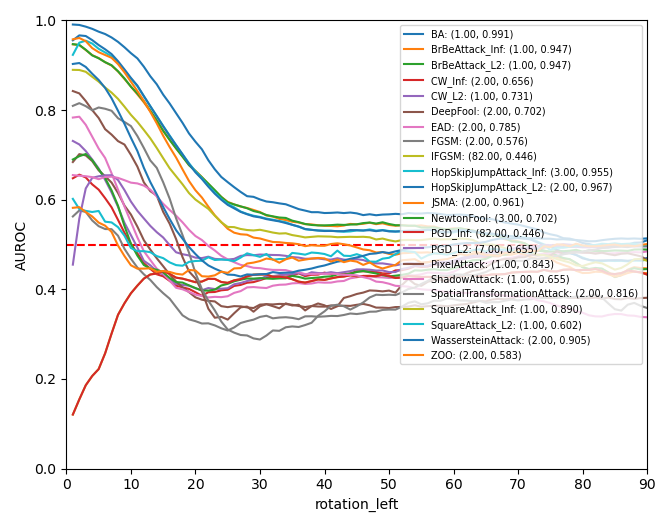 1.0
0.8
0.6
0.4
0.2
0.0
AUROC
0
10
20
30
40
50
60
70
80
90
rotation_left
BA: (1.00, 0.991)
BrBeAttack_Inf: (1.00, 0.947)
BrBeAttack_L2: (1.00, 0.947)
CW_Inf: (2.00, 0.656)
CW_L2: (1.00, 0.731)
DeepFool: (2.00, 0.702)
EAD: (2.00, 0.785)
FGSM: (2.00, 0.576)
IFGSM: (82.00, 0.446)
HopSkipJumpAttack_Inf: (3.00, 0.955)
HopSkipJumpAttack_L2: (2.00, 0.967)
JSMA: (2.00, 0.961)
NewtonFool: (3.00, 0.702)
PGD_Inf: (82.00, 0.446)
PGD_L2: (7.00, 0.655)
PixelAttack: (1.00, 0.843)
ShadowAttack: (1.00, 0.655)
SpatialTransformationAttack: (2.00, 0.816)
SquareAttack_Inf: (1.00, 0.890)
SquareAttack_L2: (1.00, 0.602)
WassersteinAttack: (2.00, 0.905)
ZOO: (2.00, 0.583)